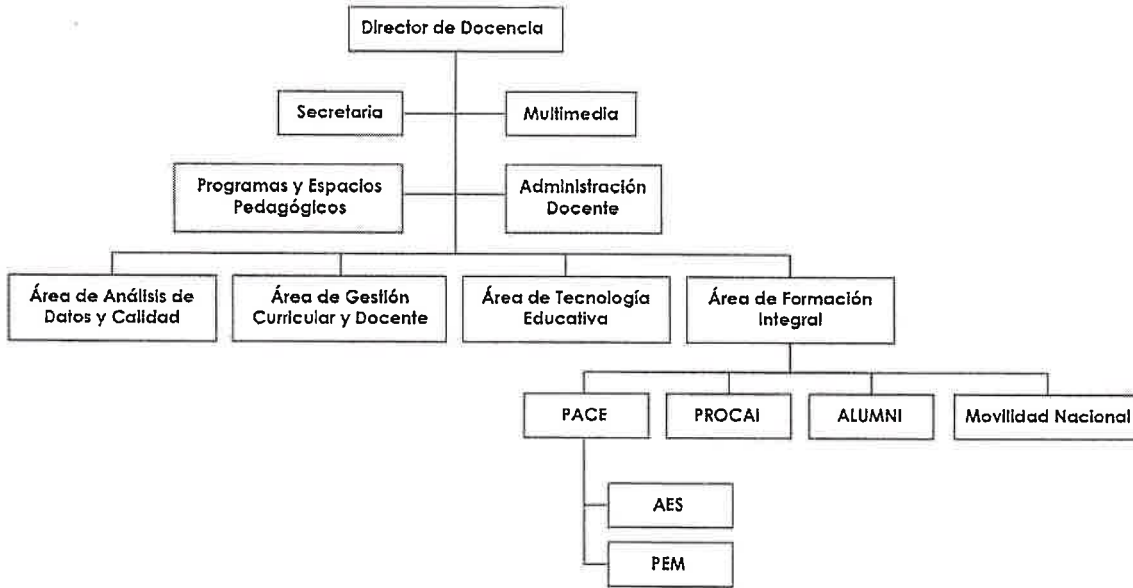 Director de Docencia
Secretaria
Multimedia
Programas y Espacios
Pedagógicos
Administración
Docente
Área de Análisis de
Datos y Calidad
Área de Gestión
Curricular y Docente
Área de Tecnología
Educativa
Área de Formación
Integral
PACE
PROCAI
ALUMNI
Movilidad Nacional
AES
PEM